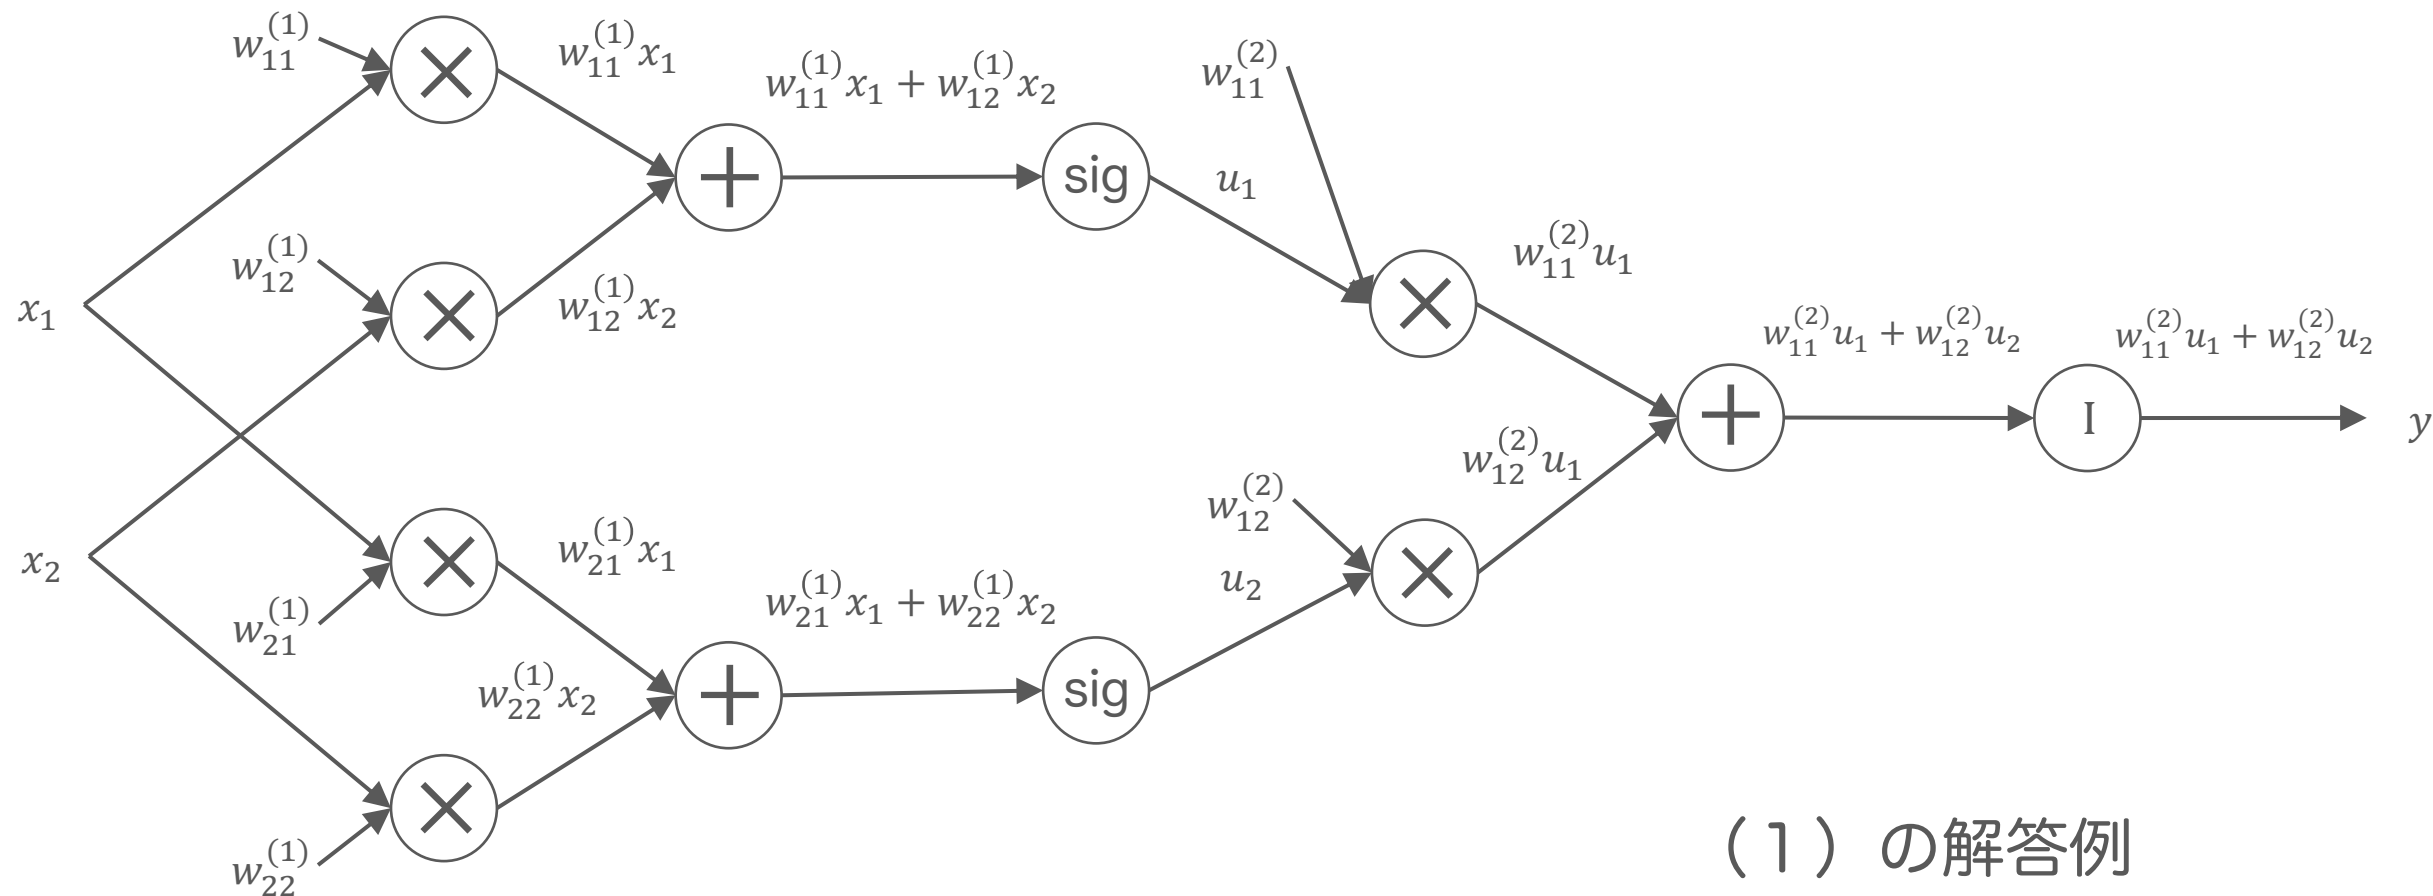 w_{11}^{(1)}
×
w_{11}^{(1)}x_1
w_{11}^{(1)}x_1 + w_{12}^{(1)}x_2
w_{11}^{(2)}
+
sig
u_1
w_{12}^{(1)}
×
w_{12}^{(1)}x_2
x_1
×
w_{11}^{(2)}u_1
w_{11}^{(2)}u_1 + w_{12}^{(2)}u_2
w_{11}^{(2)}u_1 + w_{12}^{(2)}u_2
+
I
y
w_{12}^{(2)}u_1
w_{12}^{(2)}
x_2
×
w_{21}^{(1)}x_1
w_{21}^{(1)}
w_{21}^{(1)}x_1 + w_{22}^{(1)}x_2
u_2
×
w_{22}^{(1)}x_2
+
sig
×
w_{22}^{(1)}
（１）の解答例